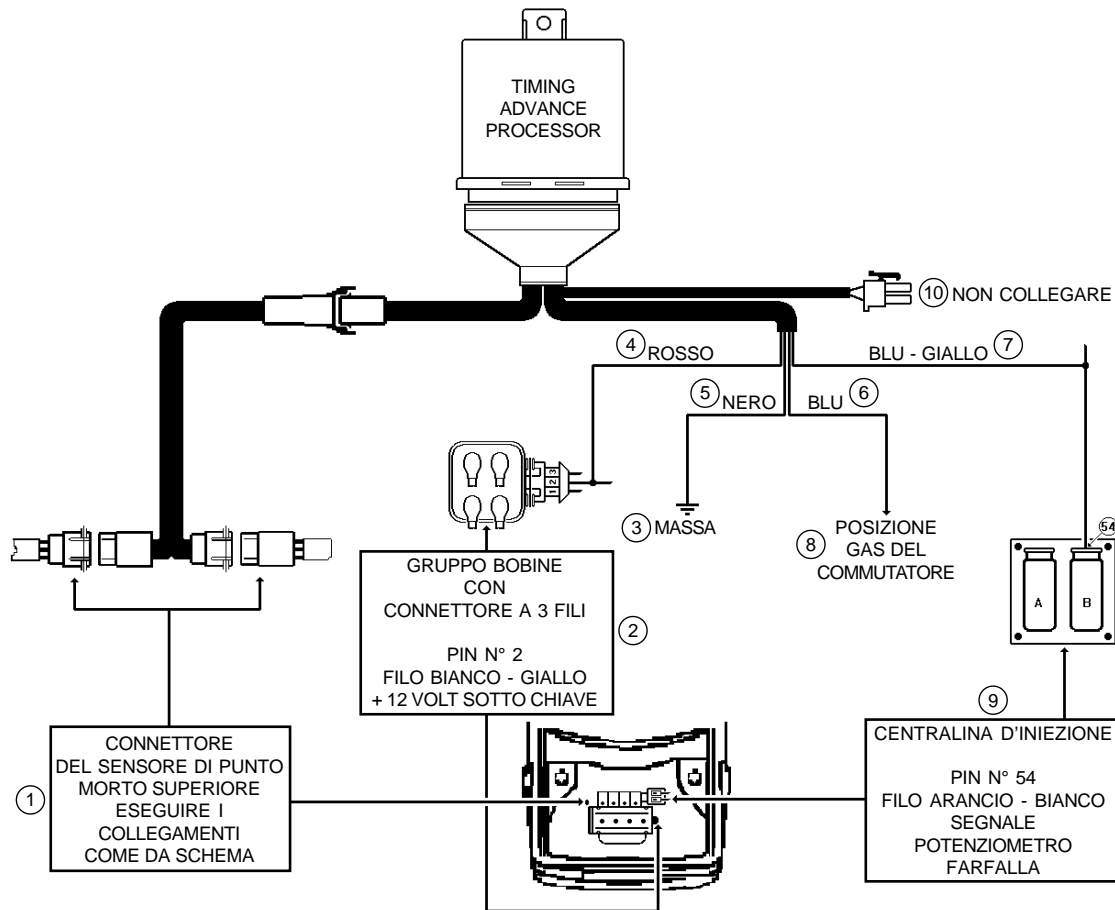 TIMING
ADVANCE
PROCESSOR
10 NON COLLEGARE
4 ROSSO
BLU - GIALLO 7
5 NERO
BLU 6
1 2 3
3 MASSA
8 POSIZIONE
GAS DEL
COMMUTATORE
54
A
B
GRUPPO BOBINE
CON
CONNETTORE A 3 FILI
PIN N° 2
FILO BIANCO - GIALLO
+ 12 VOLT SOTTO CHIAVE
2
9
CENTRALINA D'INIEZIONE
PIN N° 54
FILO ARANCIO - BIANCO
SEGNALE
POTENZIOMETRO
FARFALLA
1
CONNETTORE
DEL SENSORE DI PUNTO
MORTO SUPERIORE
ESEGUIRE I
COLLEGAMENTI
COME DA SCHEMA